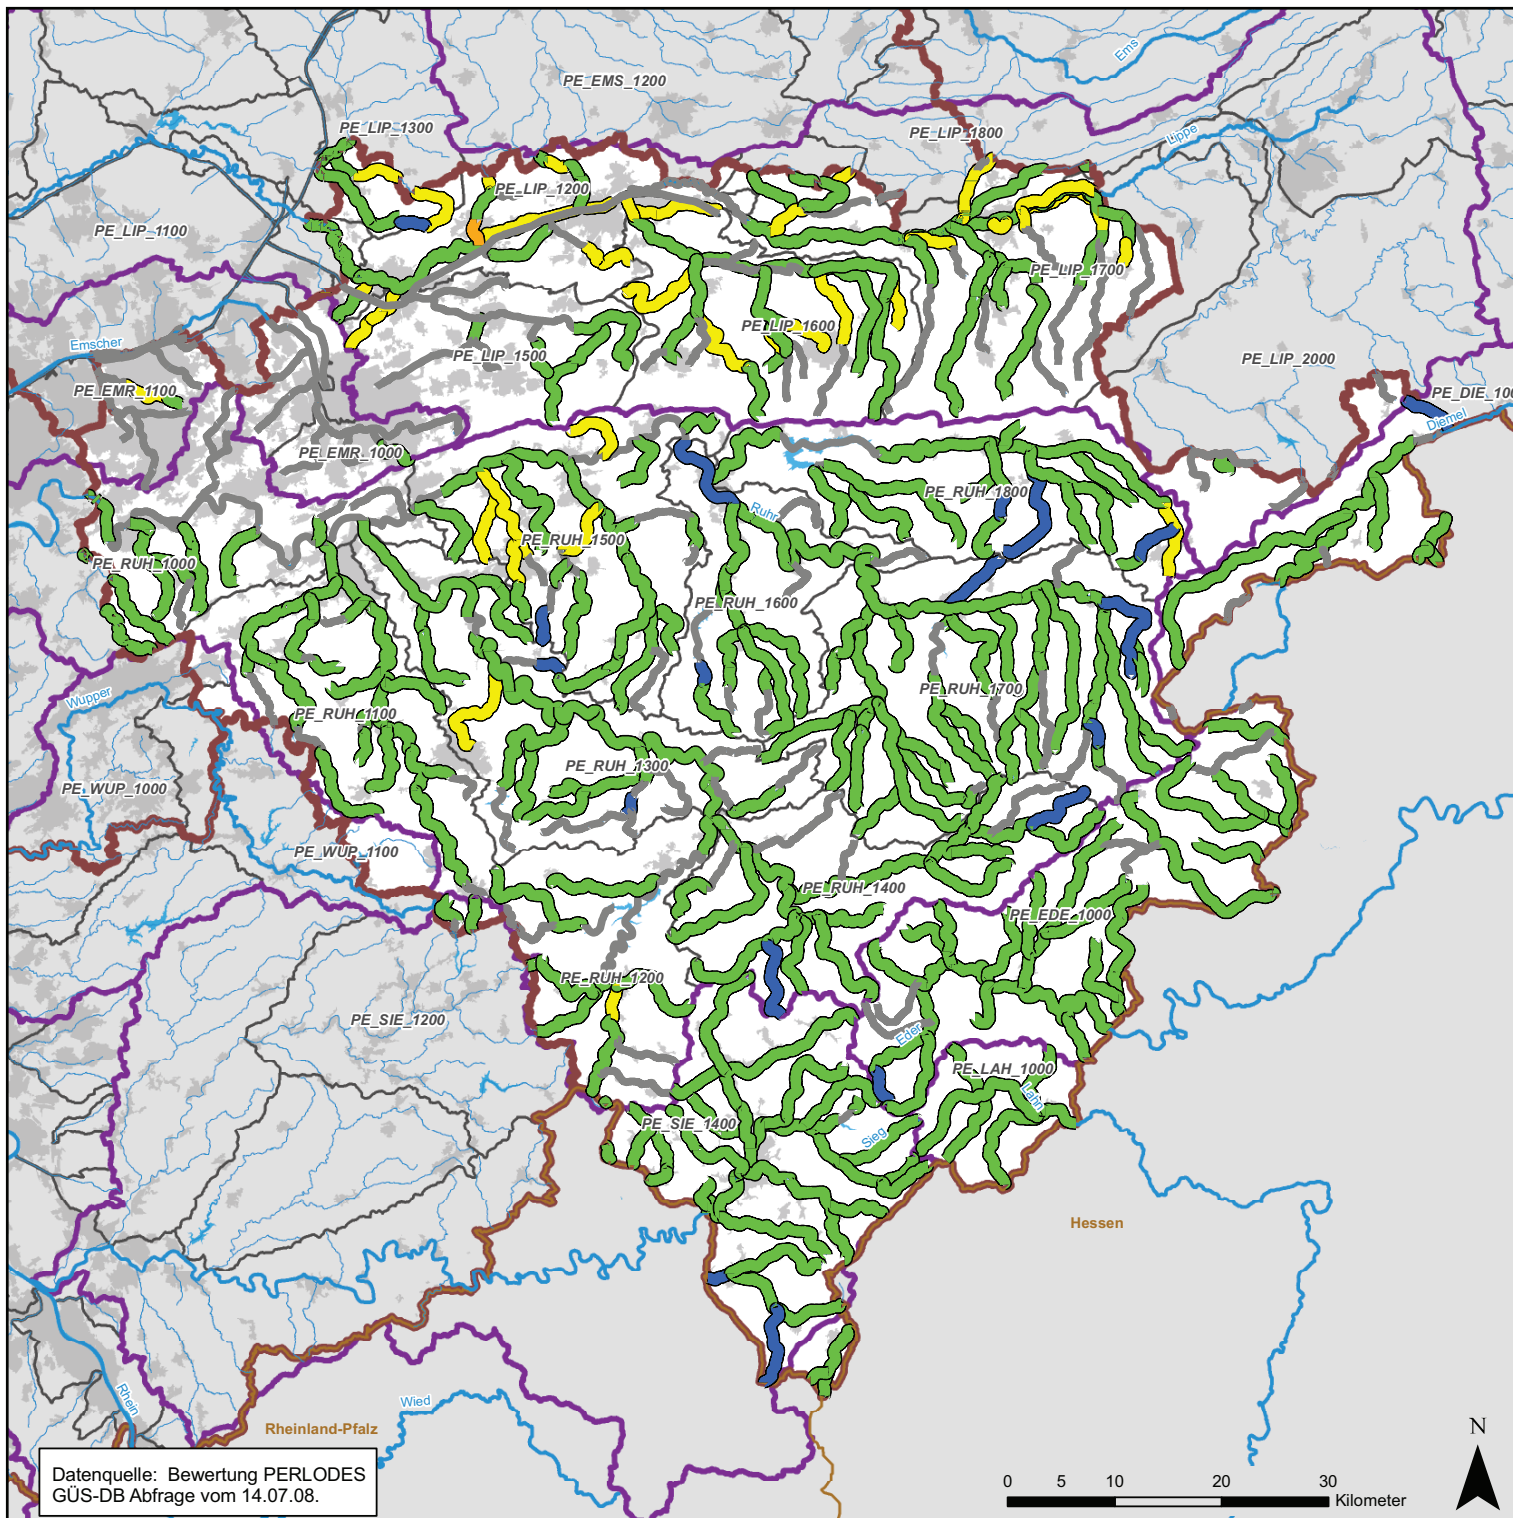 Ems
PE_EMS_1200
PE_LIP_1300
PE_LIP_1800
Lippe
PE_LIP_1200
PE_LIP_1100
PE_LIP_1700
PE_LIP_1600
Emscher
PE_LIP_1500
PE_LIP_2000
PE_EMR_1100
PE_DIE_100
Diemel
PE_EMR_1000
PE_RUH_1800
Ruhr
PE_RUH_1500
PE_RUH_1000
PE_RUH_1600
PE_RUH_1700
Wupper
PE_RUH_1100
PE_RUH_1300
PE_WUP_1000
PE_WUP_1100
PE_RUH_1400
PE_EDE_1000
PE_RUH_1200
PE_SIE_1200
Eder
PE_LAH_1000
Lahn
PE_SIE_1400
Sieg
Hessen
Rhein
Wied
Rheinland-Pfalz
N
Datenquelle: Bewertung PERLODES
GÜS-DB Abfrage vom 14.07.08.
0 5 10 20 30
Kilometer